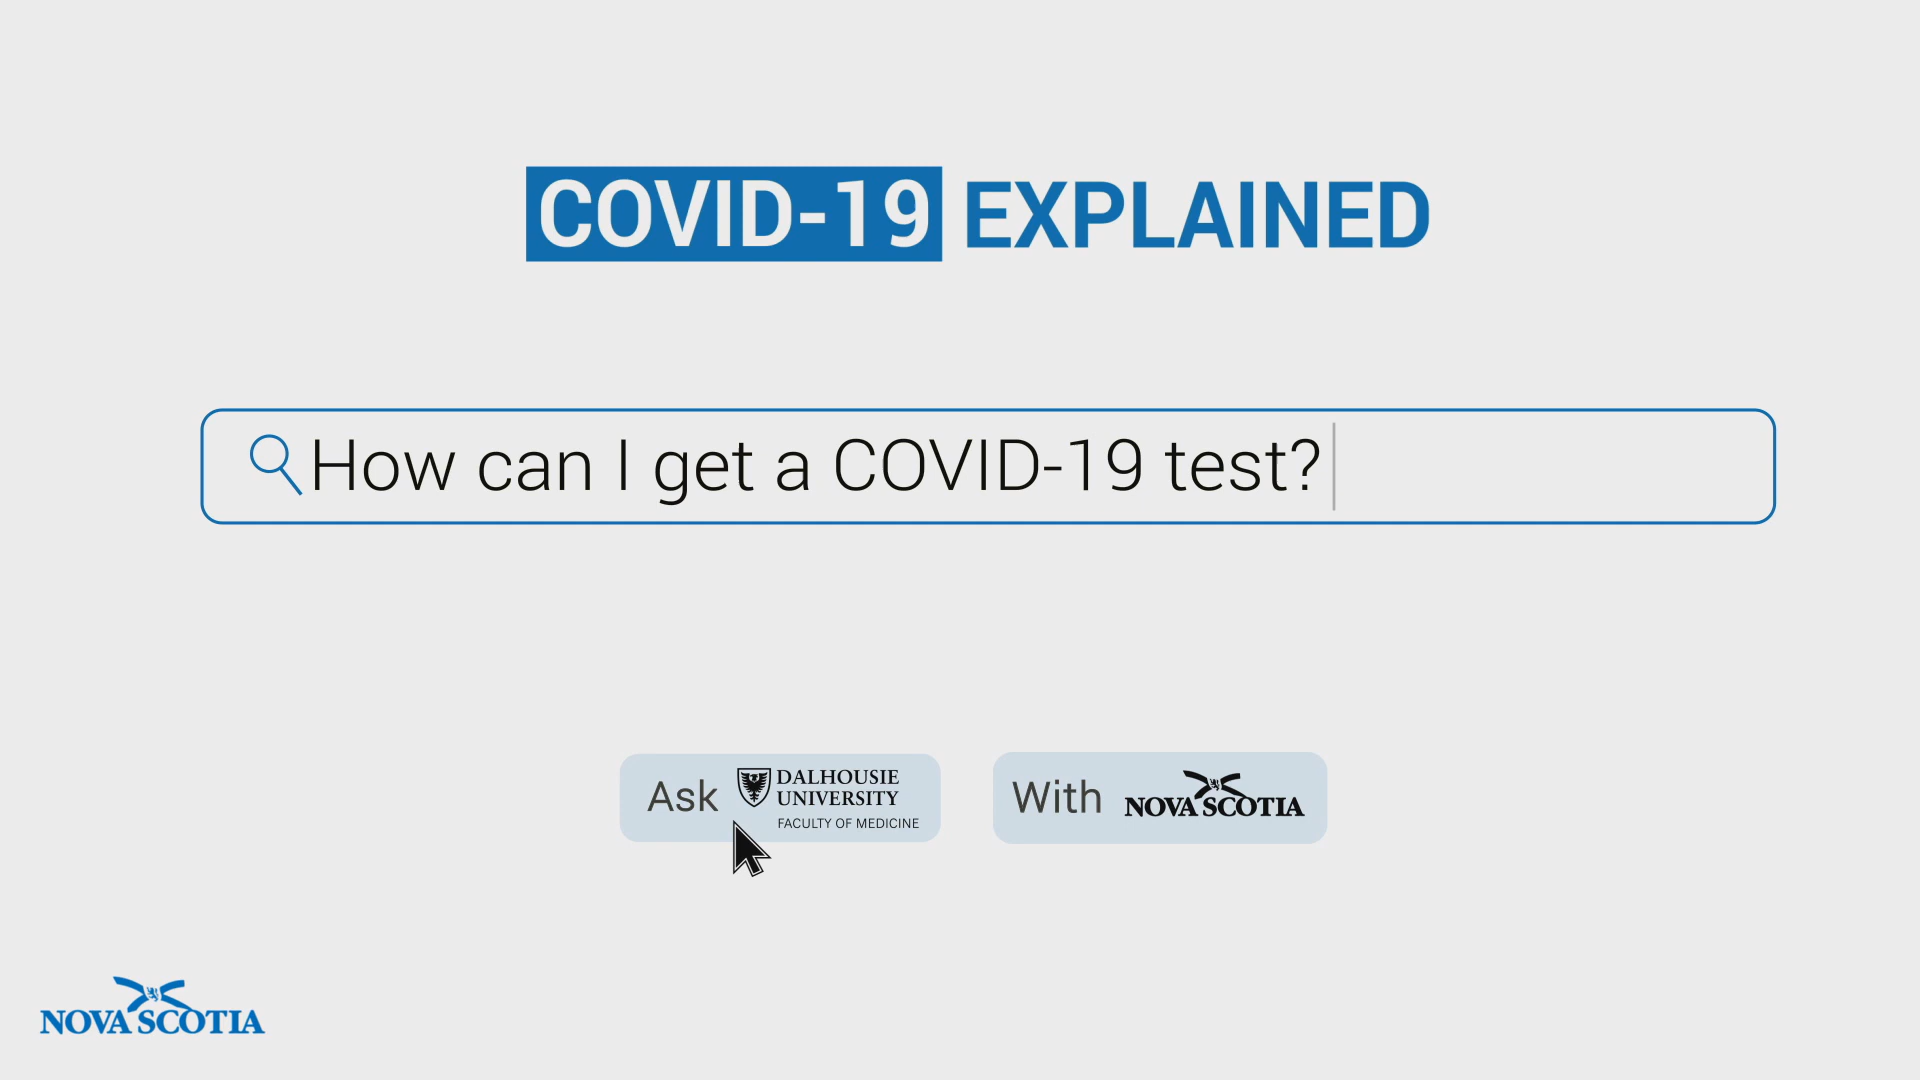 COVID-19 EXPLAINED
How can I get a COVID-19 test?
Ask DALHOUSIE
UNIVERSITY
FACULTY OF MEDICINE
With NOVA SCOTIA
NOVA SCOTIA